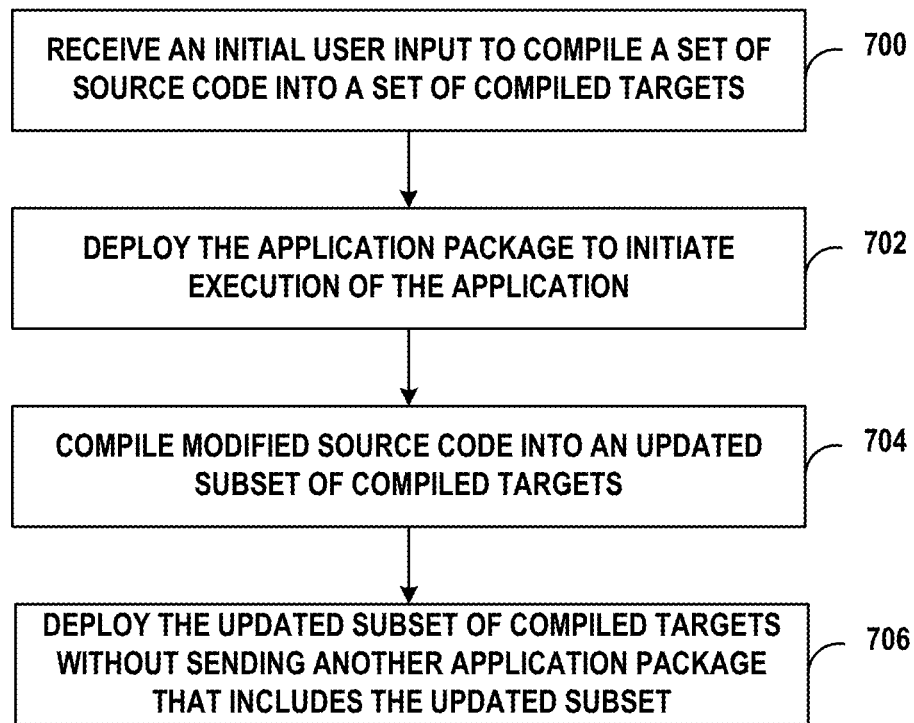 RECEIVE AN INITIAL USER INPUT TO COMPILE A SET OF
SOURCE CODE INTO A SET OF COMPILED TARGETS
700
DEPLOY THE APPLICATION PACKAGE TO INITIATE
EXECUTION OF THE APPLICATION
702
COMPILE MODIFIED SOURCE CODE INTO AN UPDATED
SUBSET OF COMPILED TARGETS
704
DEPLOY THE UPDATED SUBSET OF COMPILED TARGETS
WITHOUT SENDING ANOTHER APPLICATION PACKAGE
THAT INCLUDES THE UPDATED SUBSET
706